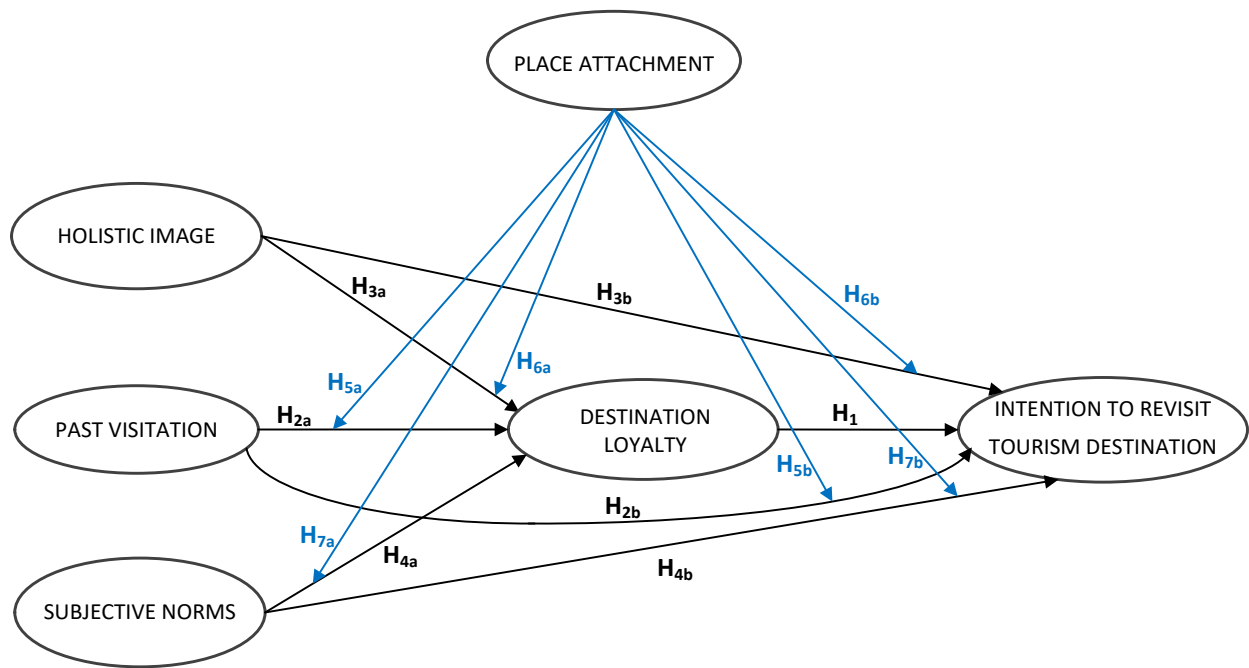 PLACE ATTACHMENT
HOLISTIC IMAGE
H3a
H3b
H6b
H6a
H5a
H2a
PAST VISITATION
DESTINATION
LOYALTY
H1
INTENTION TO REVISIT
TOURISM DESTINATION
H5b
H7b
H2b
H7a
H4a
H4b
SUBJECTIVE NORMS